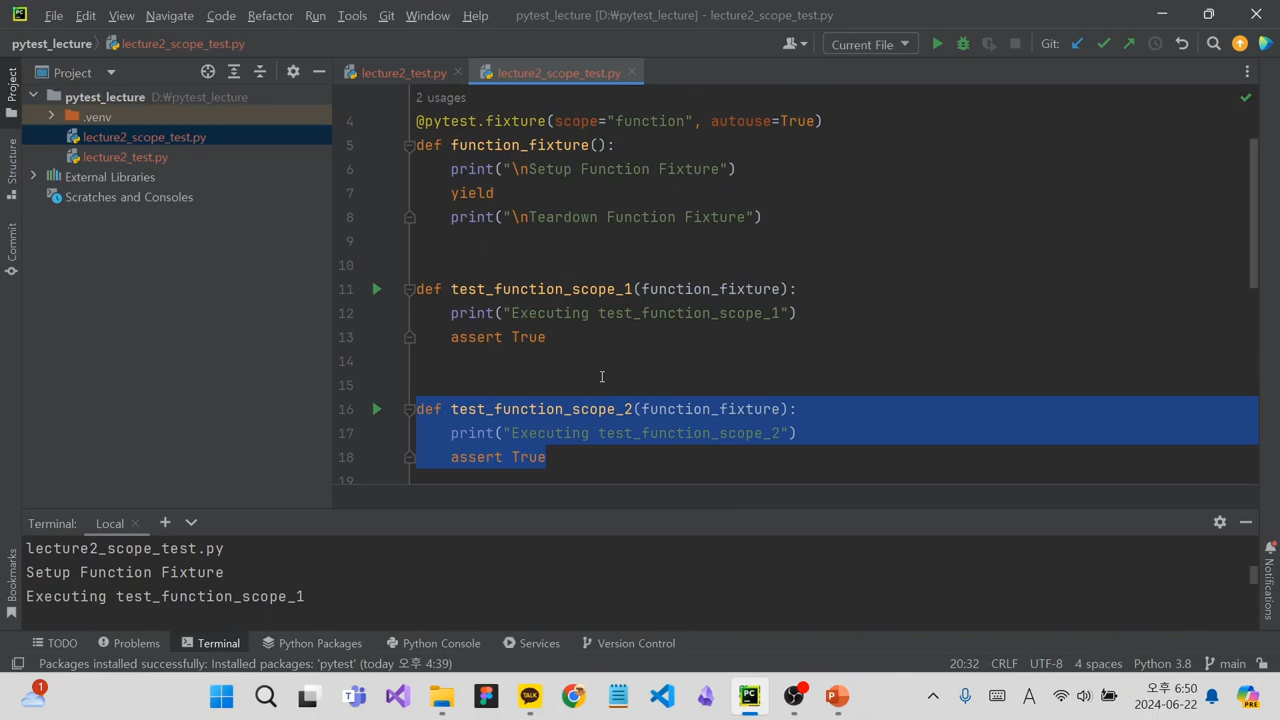 PC File Edit View Navigate Code Refactor Run Tools Git Window Help pytest_lecture [D:₩pytest_lecture] - lecture2_scope_test.py
pytest_lecture lecture2_scope_test.py Current File Git:
Project
lecture2_test.py lecture2_scope_test.py
pytest_lecture D:₩pytest_lecture
.venv
lecture2_scope_test.py
lecture2_test.py
External Libraries
Scratches and Consoles
Project
Structure
Commit
Bookmarks
Notifications
2 usages
4 @pytest.fixture(scope="function", autouse=True)
5 def function_fixture():
6 print("\nSetup Function Fixture")
7 yield
8 print("\nTeardown Function Fixture")
9
10
11 def test_function_scope_1(function_fixture):
12 print("Executing test_function_scope_1")
13 assert True
14
15
16 def test_function_scope_2(function_fixture):
17 print("Executing test_function_scope_2")
18 assert True
19
Terminal: Local
lecture2_scope_test.py
Setup Function Fixture
Executing test_function_scope_1
TODO Problems Terminal Python Packages Python Console Services Version Control
Packages installed successfully: Installed packages: 'pytest' (today 오후 4:39) 20:32 CRLF UTF-8 4 spaces Python 3.8 main
1 TALK PC A 오후 6:50
2024-06-22
PRE